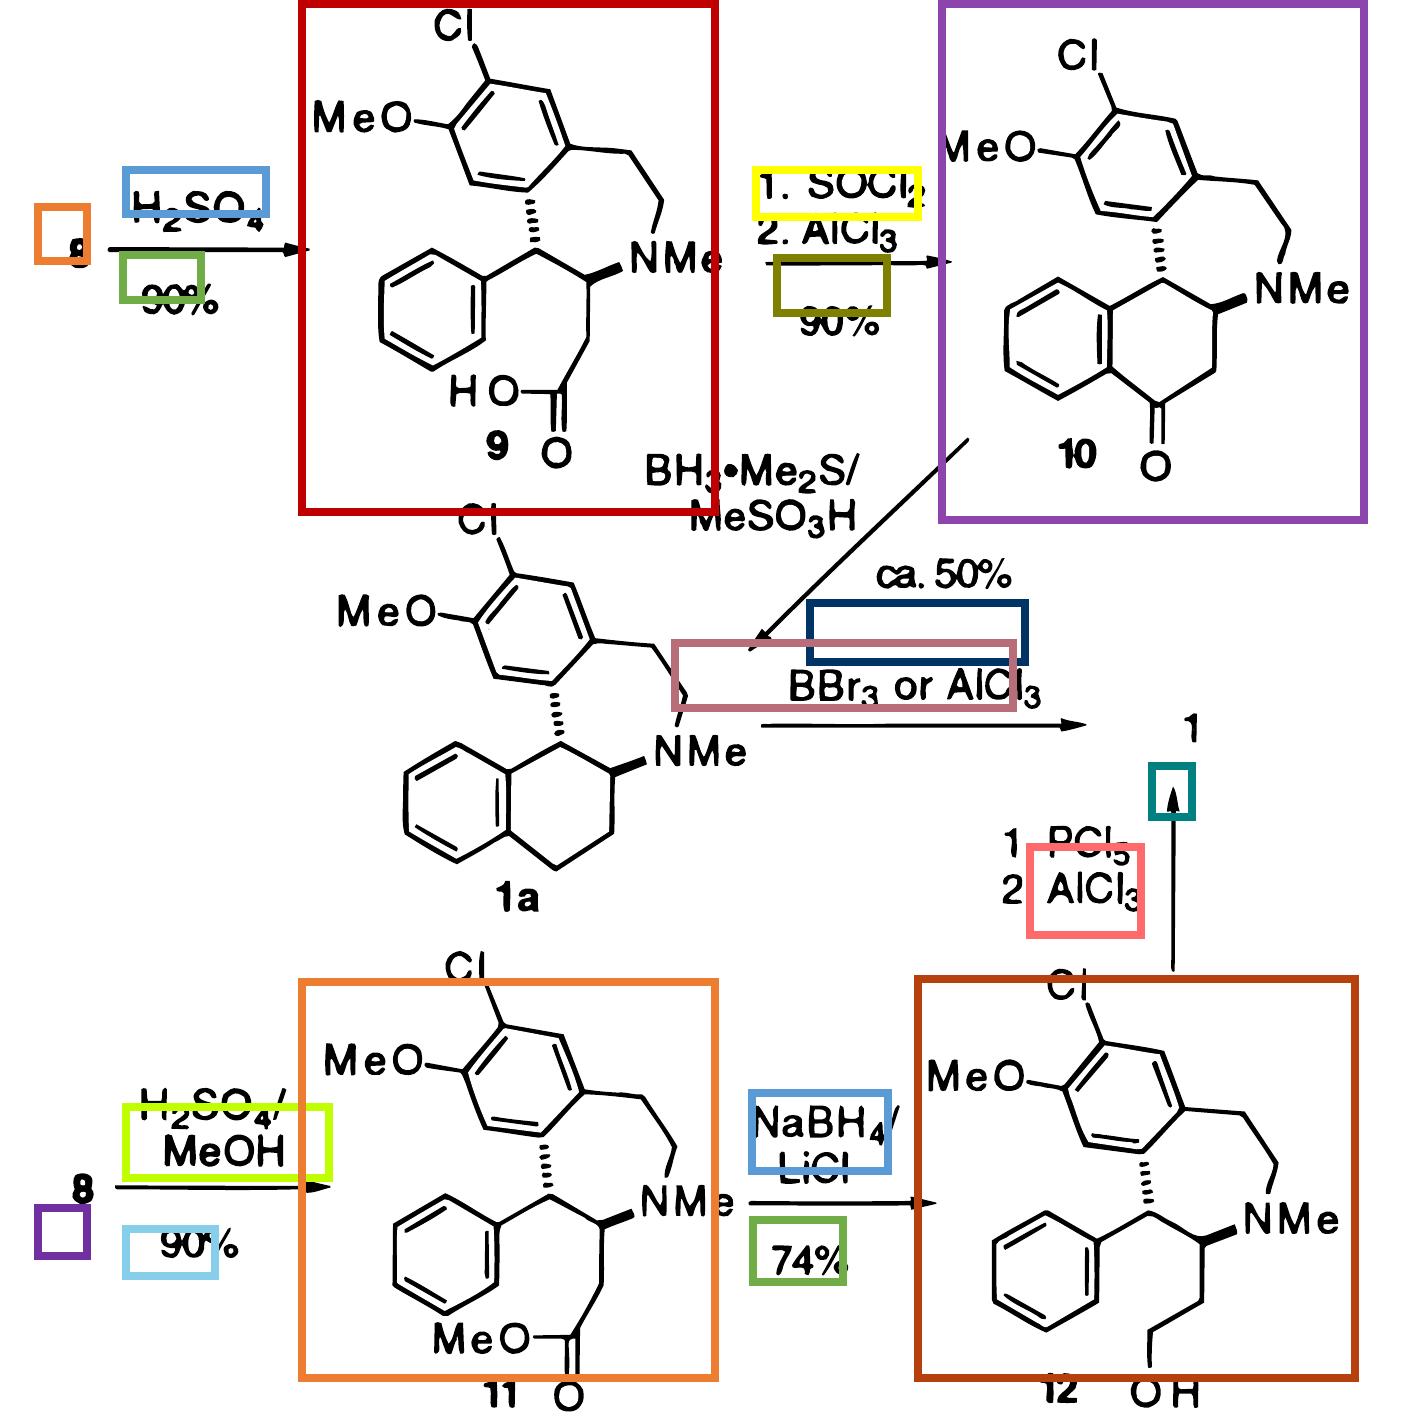 Cl
MeO
H₂SO₄
8
90%
NMe
HO
O
9
1. SOCl₂
2. AlCl₃
90%
Cl
MeO
NMe
O
10
BH₃•Me₂S/
MeSO₃H
ca. 50%
Cl
MeO
NMe
1a
BBr₃ or AlCl₃
1
1 PCl₅
2 AlCl₃
8
H₂SO₄/
MeOH
90%
Cl
MeO
NMe
MeO
O
11
NaBH₄/
LiCl
74%
Cl
MeO
NMe
OH
12